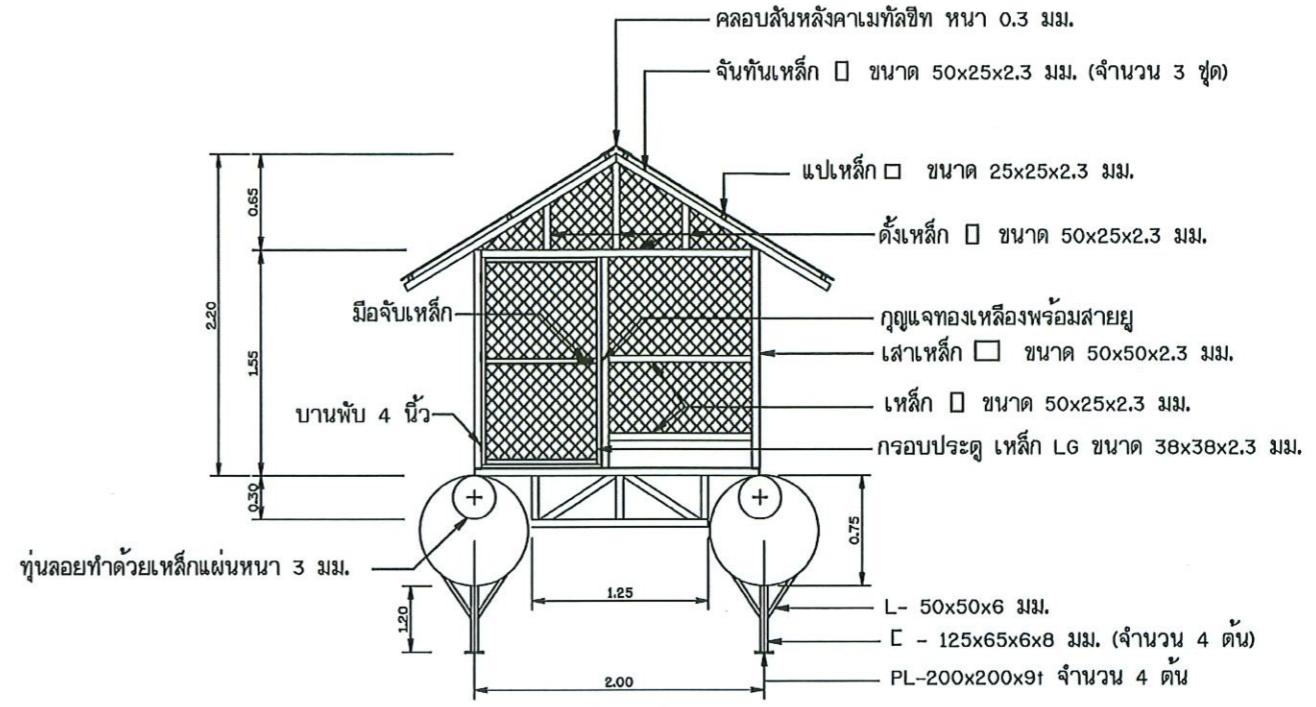 คลอบสันหลังคาเมทัลชีท หนา 0.3 มม.
จันทันเหล็ก ขนาด 50x25x2.3 มม. (จำนวน 3 ชุด)
แปเหล็ก ขนาด 25x25x2.3 มม.
0.65
ดั้งเหล็ก ขนาด 50x25x2.3 มม.
2.20
มือจับเหล็ก
กุญแจทองเหลืองพร้อมสายยู
1.55
เสาเหล็ก ขนาด 50x50x2.3 มม.
บานพับ 4 นิ้ว
เหล็ก ขนาด 50x25x2.3 มม.
กรอบประตู เหล็ก LG ขนาด 38x38x2.3 มม.
0.30
0.75
ทุ่นลอยทำด้วยเหล็กแผ่นหนา 3 มม.
1.25
1.20
L- 50x50x6 มม.
[ - 125x65x6x8 มม. (จำนวน 4 ต้น)
PL-200x200x9t จำนวน 4 ต้น
2.00